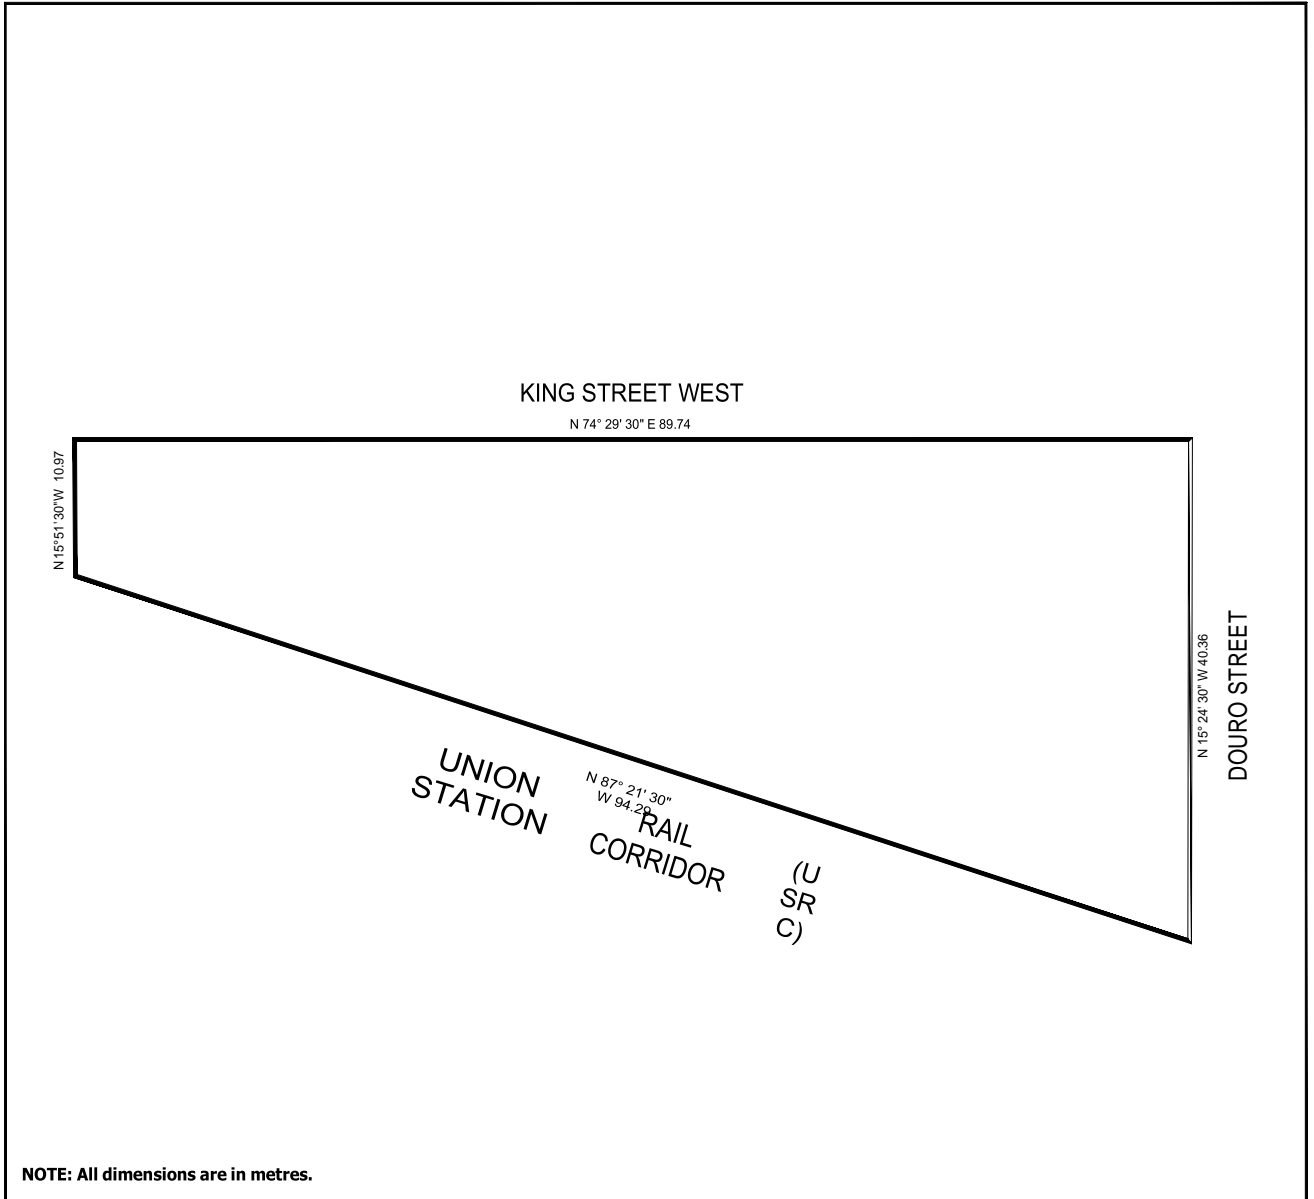 KING STREET WEST
N 74° 29' 30" E 89.74
N 15°51'30"W 10.97
N 15° 24' 30" W 40.36
DOURO STREET
UNION
STATION
N 87° 21' 30"
W 94.29
RAIL
CORRIDOR
(U
SR
C)
NOTE: All dimensions are in metres.